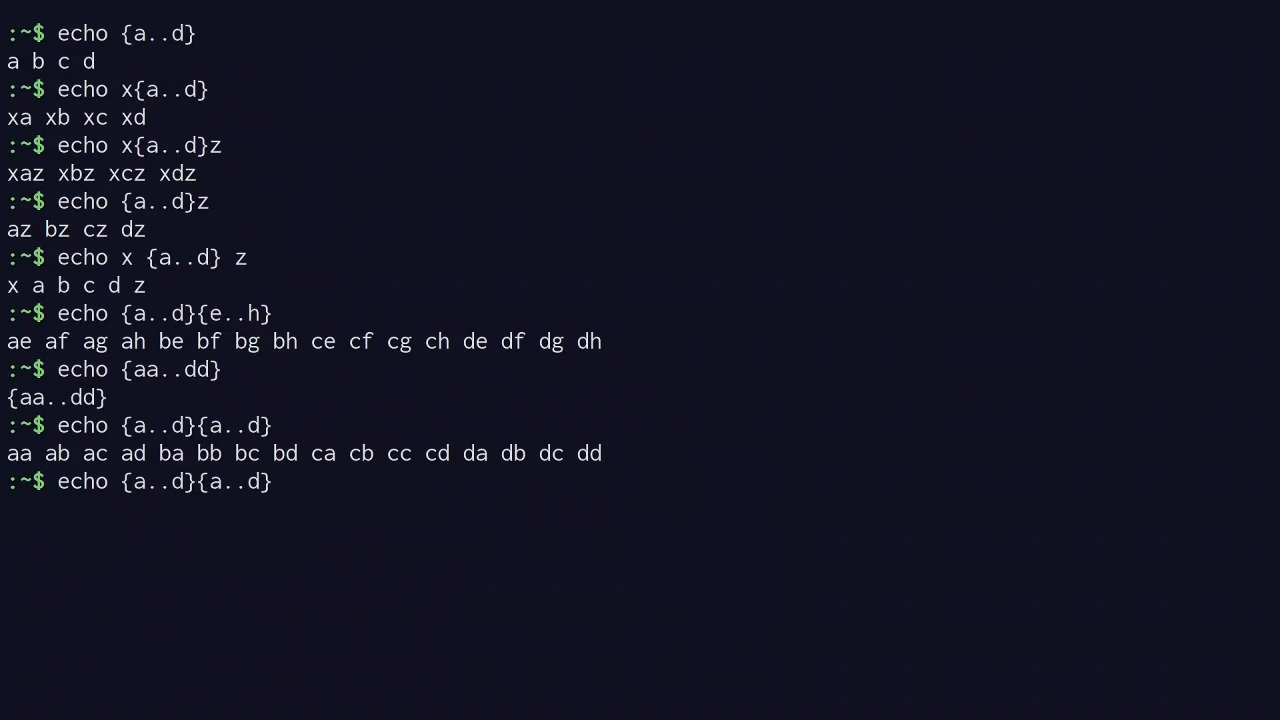 :~$ echo {a..d}
a b c d
:~$ echo x{a..d}
xa xb xc xd
:~$ echo x{a..d}z
xaz xbz xcz xdz
:~$ echo {a..d}z
az bz cz dz
:~$ echo x {a..d} z
x a b c d z
:~$ echo {a..d}{e..h}
ae af ag ah be bf bg bh ce cf cg ch de df dg dh
:~$ echo {aa..dd}
{aa..dd}
:~$ echo {a..d}{a..d}
aa ab ac ad ba bb bc bd ca cb cc cd da db dc dd
:~$ echo {a..d}{a..d}